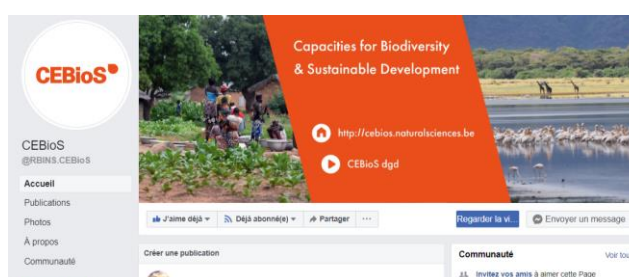 CEBioS
CEBioS
@RBINS.CEBioS
Accueil
Publications
Photos
À propos
Communauté
Capacities for Biodiversity
& Sustainable Development
http://cebios.naturalsciences.be
CEBioS dgd
J'aime déjà
Déjà abonné(e)
Partager
Regarder la vi...
Envoyer un message
Créer une publication
Communauté
Voir tou
Invitez vos amis à aimer cette Page